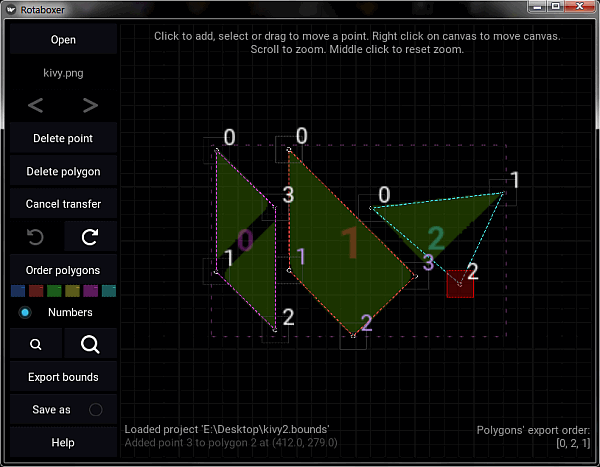 Rotaboxer
Open
kivy.png
<
>
Delete point
Delete polygon
Cancel transfer
Order polygons
Numbers
Export bounds
Save as
Help
Click to add, select or drag to move a point. Right click on canvas to move canvas.
Scroll to zoom. Middle click to reset zoom.
0
0
3
0
1
0
1
1
1
2
3
2
2
2
Loaded project 'E:\Desktop\kivy2.bounds'
Added point 3 to polygon 2 at (412.0, 279.0)
Polygons' export order:
[0, 2, 1]